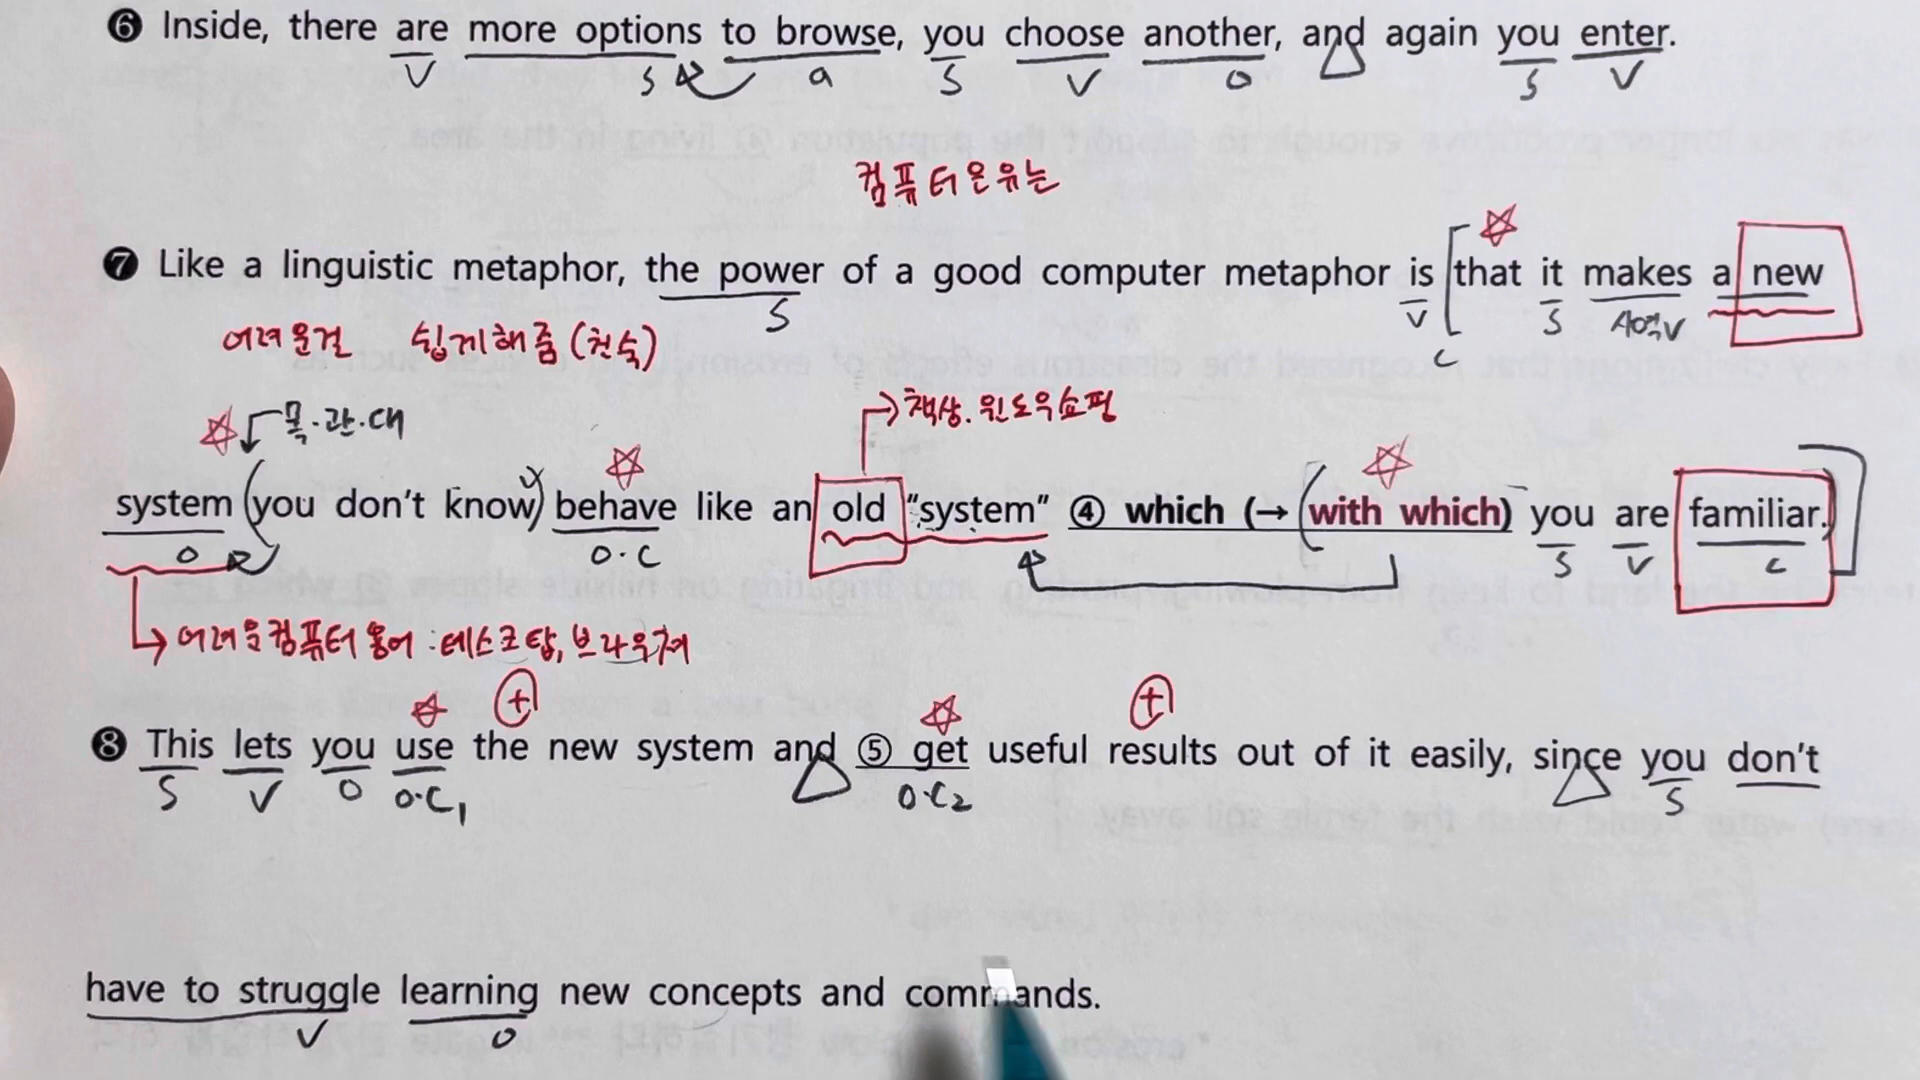 ❻ Inside, there are more options to browse, you choose another, and again you enter.
V S a S V O S V
컴퓨터은유는
❼ Like a linguistic metaphor, the power of a good computer metaphor is that it makes a new
S V S 사역V
어려운걸 쉽게해줌(친숙)
C
목·관·대
책상.윈도우쇼핑
system (you don't know) behave like an old "system" ④ which (→ with which) you are familiar.
V
O O·C S V C
어려운컴퓨터용어 : 데스크탑, 브라우저
+ +
❽ This lets you use the new system and ⑤ get useful results out of it easily, since you don't
S V O O·C1 O·C2 S
have to struggle learning new concepts and commands.
V O